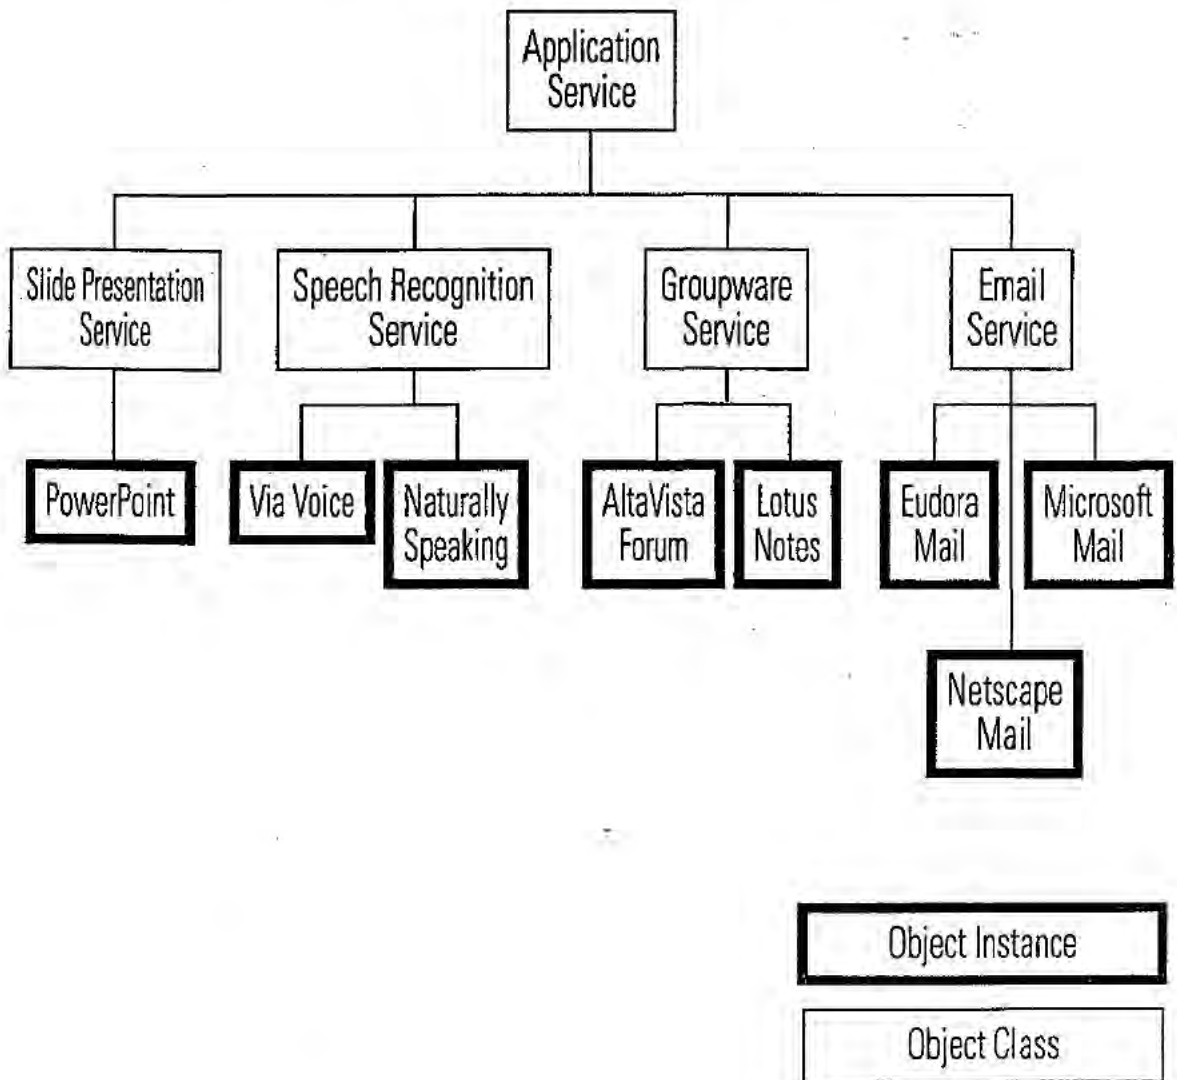 Application
Service
Slide Presentation
Service
Speech Recognition
Service
Groupware
Service
Email
Service
PowerPoint
Via Voice
Naturally
Speaking
AltaVista
Forum
Lotus
Notes
Eudora
Mail
Microsoft
Mail
Netscape
Mail
Object Instance
Object Class